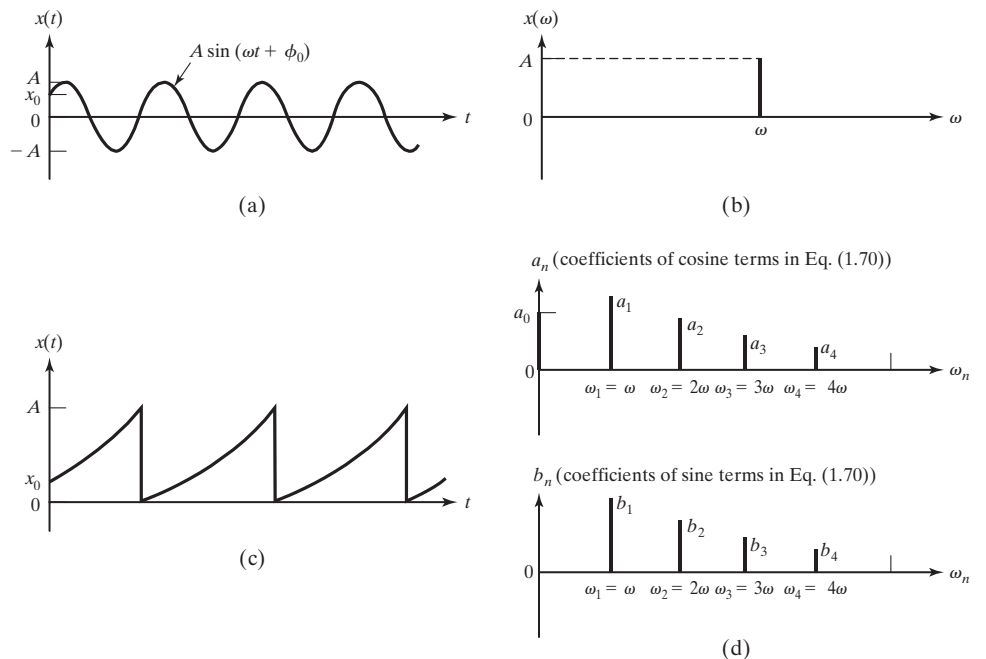 x(t)
A sin (ωt + ϕ₀)
A
x₀
0
t
− A
(a)
x(ω)
A
0
ω
ω
(b)
x(t)
A
x₀
0
t
(c)
aₙ (coefficients of cosine terms in Eq. (1.70))
a₀
a₁
a₂
a₃
a₄
0
ωₙ
ω₁ = ω ω₂ = 2ω ω₃ = 3ω ω₄ = 4ω
bₙ (coefficients of sine terms in Eq. (1.70))
b₁
b₂
b₃
b₄
0
ωₙ
ω₁ = ω ω₂ = 2ω ω₃ = 3ω ω₄ = 4ω
(d)